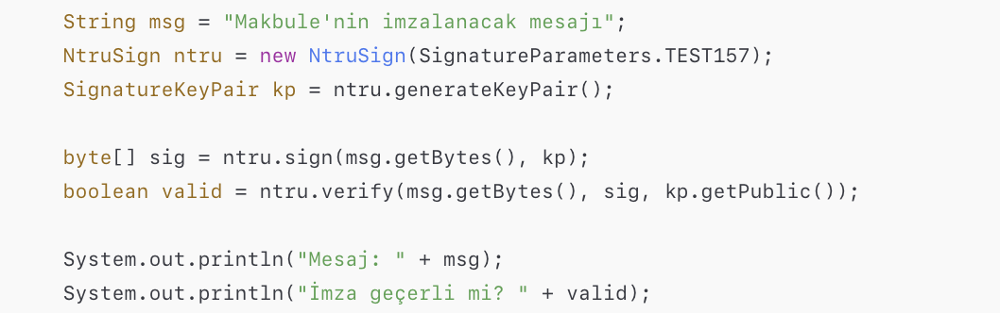 String msg = "Makbule'nin imzalanacak mesajı";
NtruSign ntru = new NtruSign(SignatureParameters.TEST157);
SignatureKeyPair kp = ntru.generateKeyPair();
byte[] sig = ntru.sign(msg.getBytes(), kp);
boolean valid = ntru.verify(msg.getBytes(), sig, kp.getPublic());
System.out.println("Mesaj: " + msg);
System.out.println("İmza geçerli mi? " + valid);